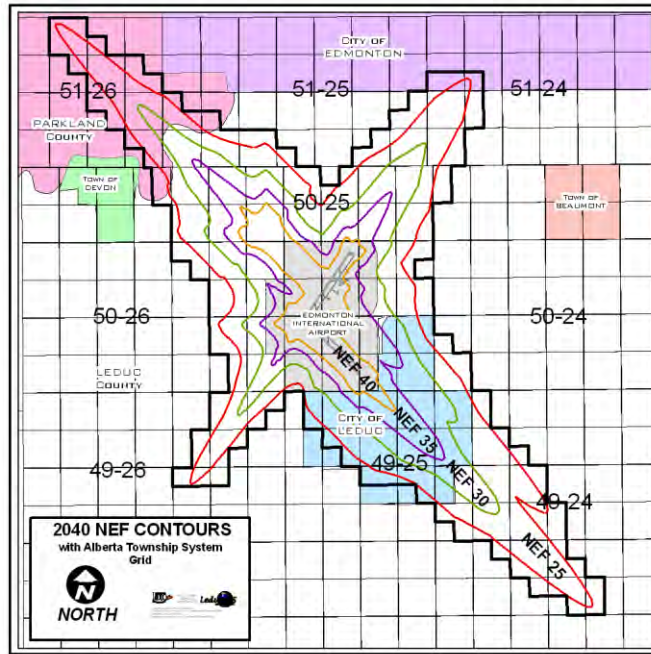 CITY OF
EDMONTON
51-26
51-25
51-24
PARKLAND
COUNTY
TOWN OF
DEVON
50-25
TOWN OF
BEAUMONT
50-26
EDMONTON
INTERNATIONAL
AIRPORT
50-24
LEDUC
COUNTY
NEF 40
CITY OF
LEDUC
NEF 35
49-26
49-25
NEF 30
49-24
NEF 25
2040 NEF CONTOURS
with Alberta Township System
Grid
N
NORTH